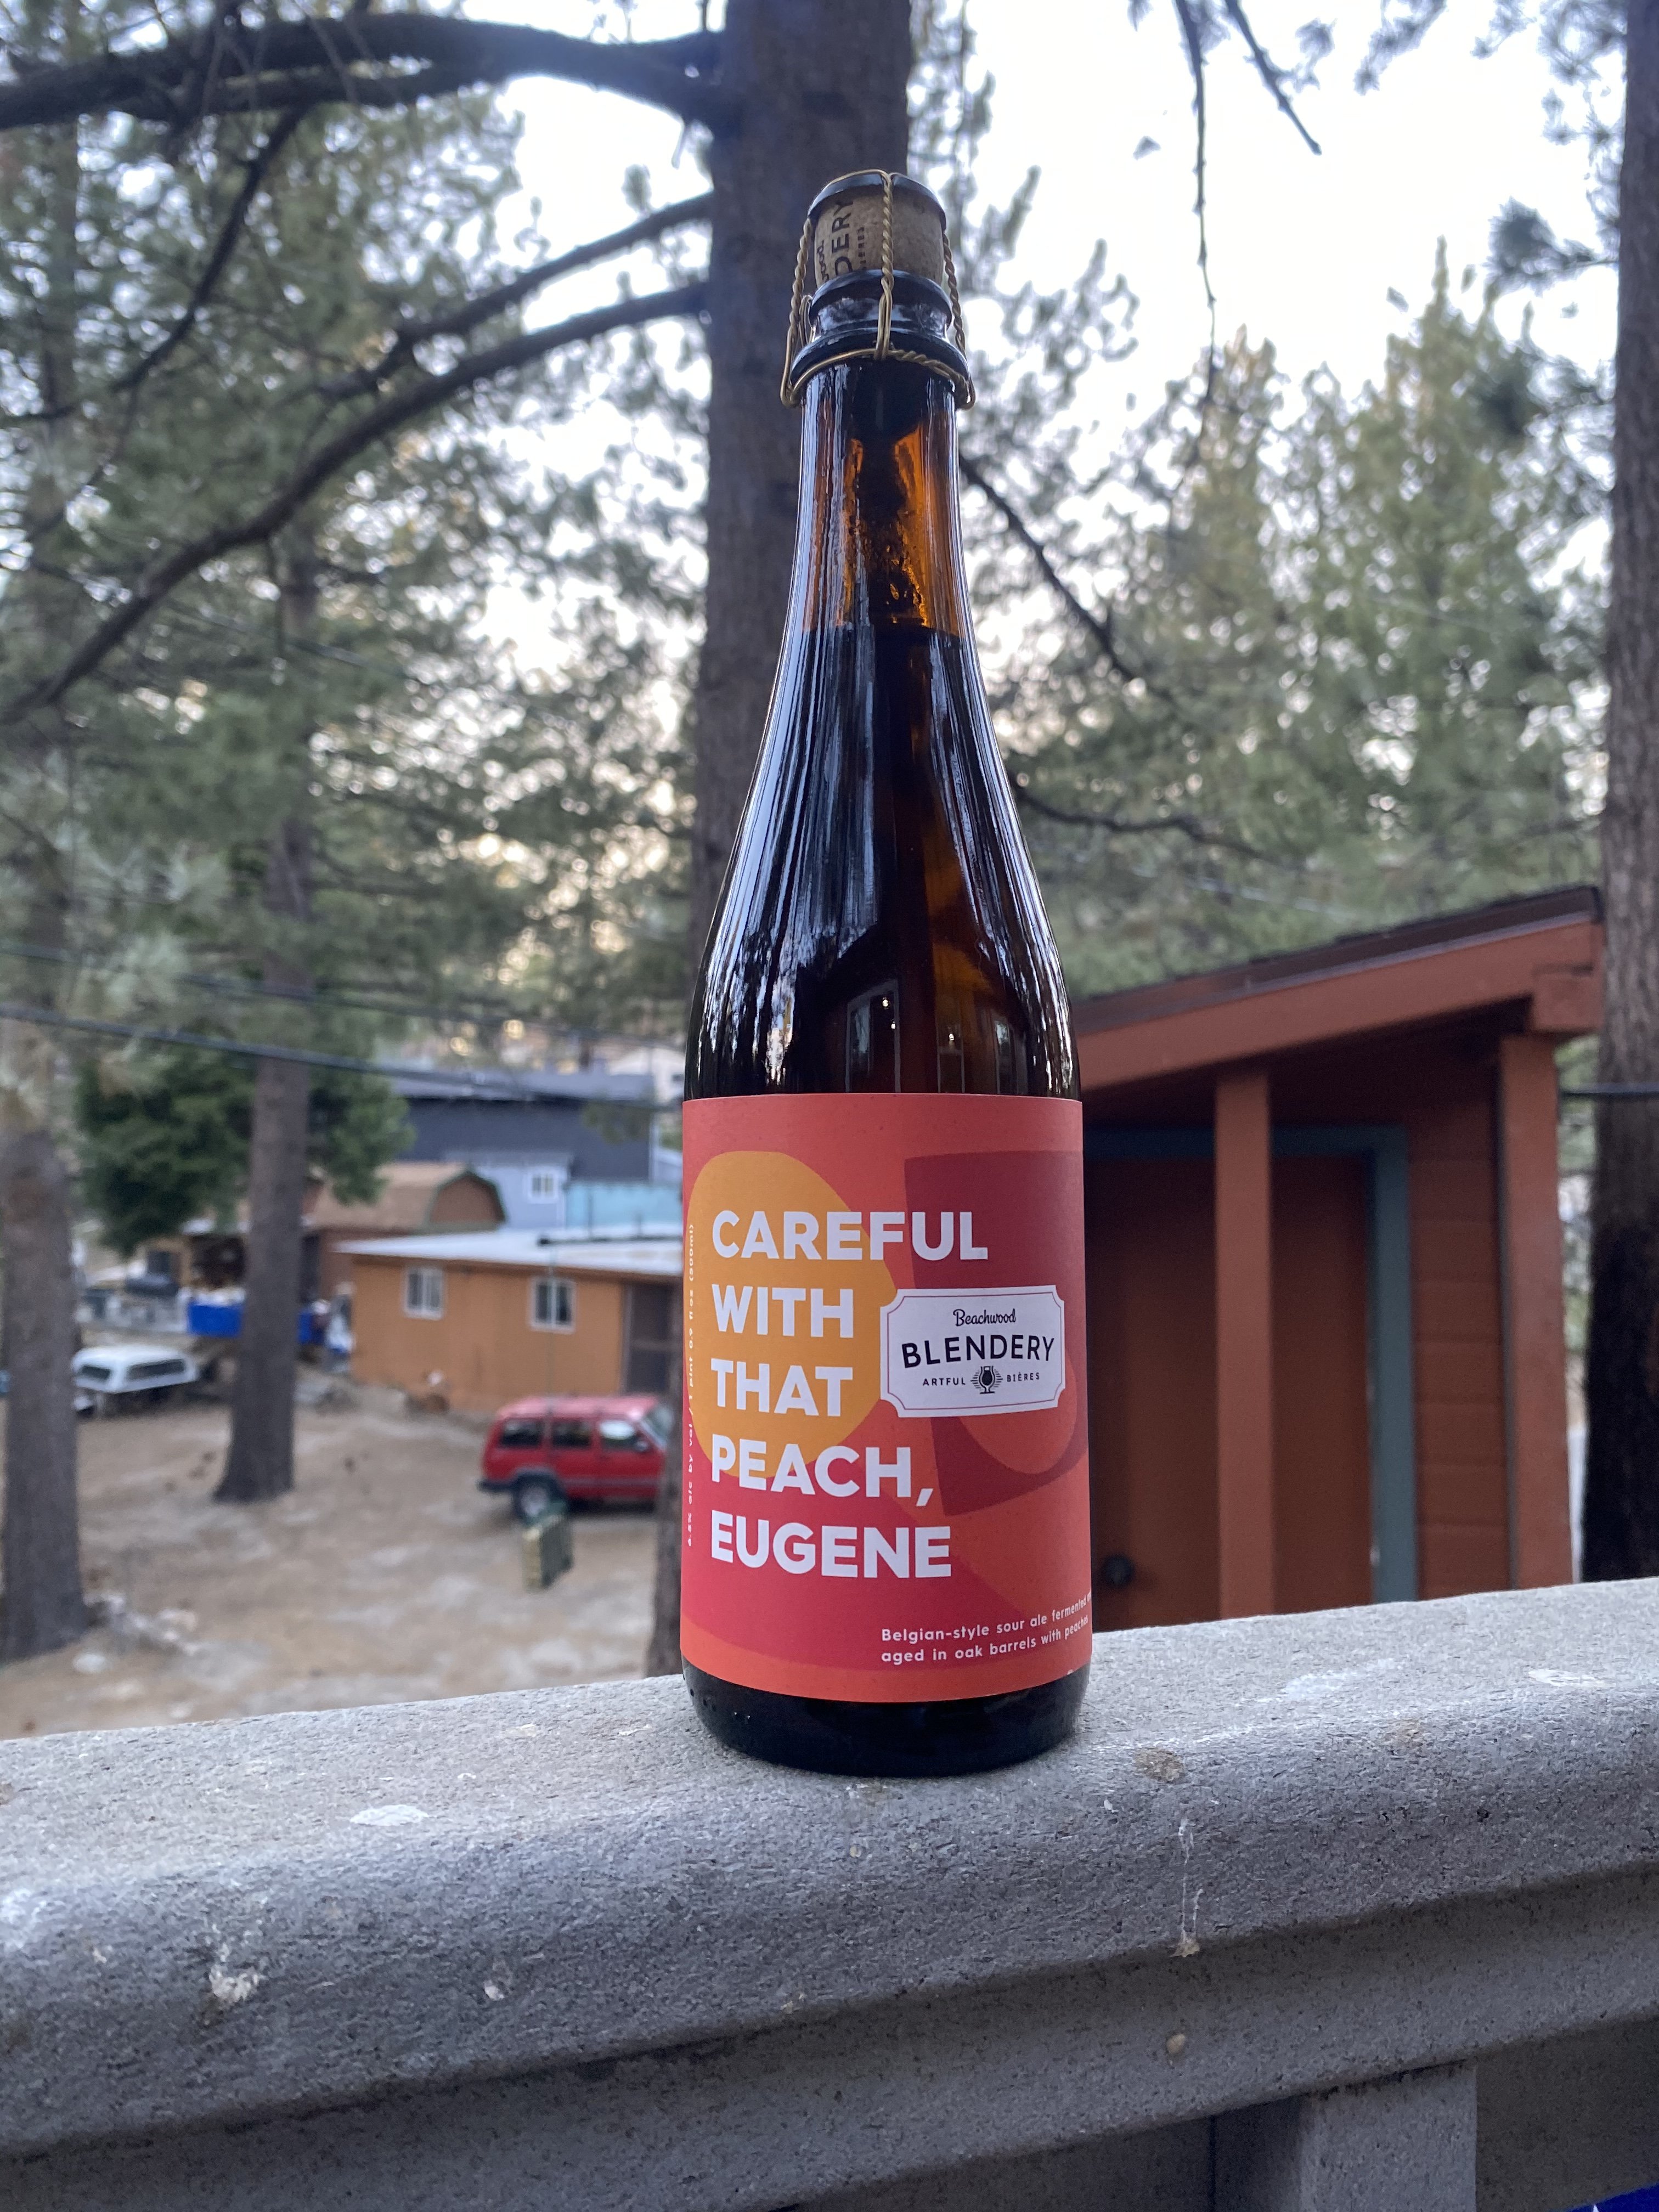 DERY
CAREFUL
WITH
THAT
PEACH,
EUGENE
Beachwood
BLENDERY
ARTFUL BIÈRES
Belgian-style sour ale fermented
aged in oak barrels with peaches